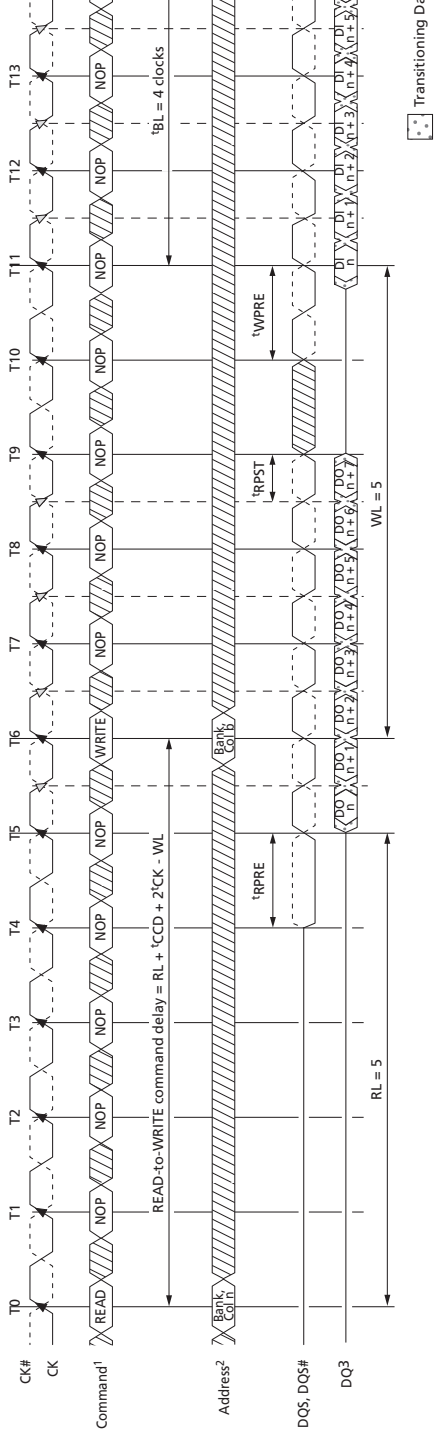 T0 T1 T2 T3 T4 T5 T6 T7 T8 T9 T10 T11 T12 T13
CK#
CK
Command¹ READ NOP NOP NOP NOP NOP WRITE NOP NOP NOP NOP NOP NOP NOP
READ-to-WRITE command delay = RL + ᵗCCD + 2ᵗCK - WL
ᵗBL = 4 clocks
Address² Bank, Col n Bank, Col b
ᵗRPRE ᵗRPST ᵗWPRE
DQS, DQS#
DQ³ DO n DO n + 1 DO n + 2 DO n + 3 DO n + 4 DO n + 5 DO n + 6 DO n + 7 DI n DI n + 1 DI n + 2 DI n + 3 DI n + 4 DI n + 5
RL = 5 WL = 5
Transitioning Da